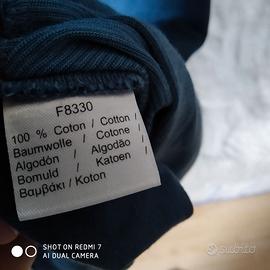 F8330
100 % Coton / Cotton /
Baumwolle / Cotone /
Algodón / Algodão /
Bomuld / Katoen /
Βαμβάκι / Koton
SHOT ON REDMI 7
AI DUAL CAMERA
subito